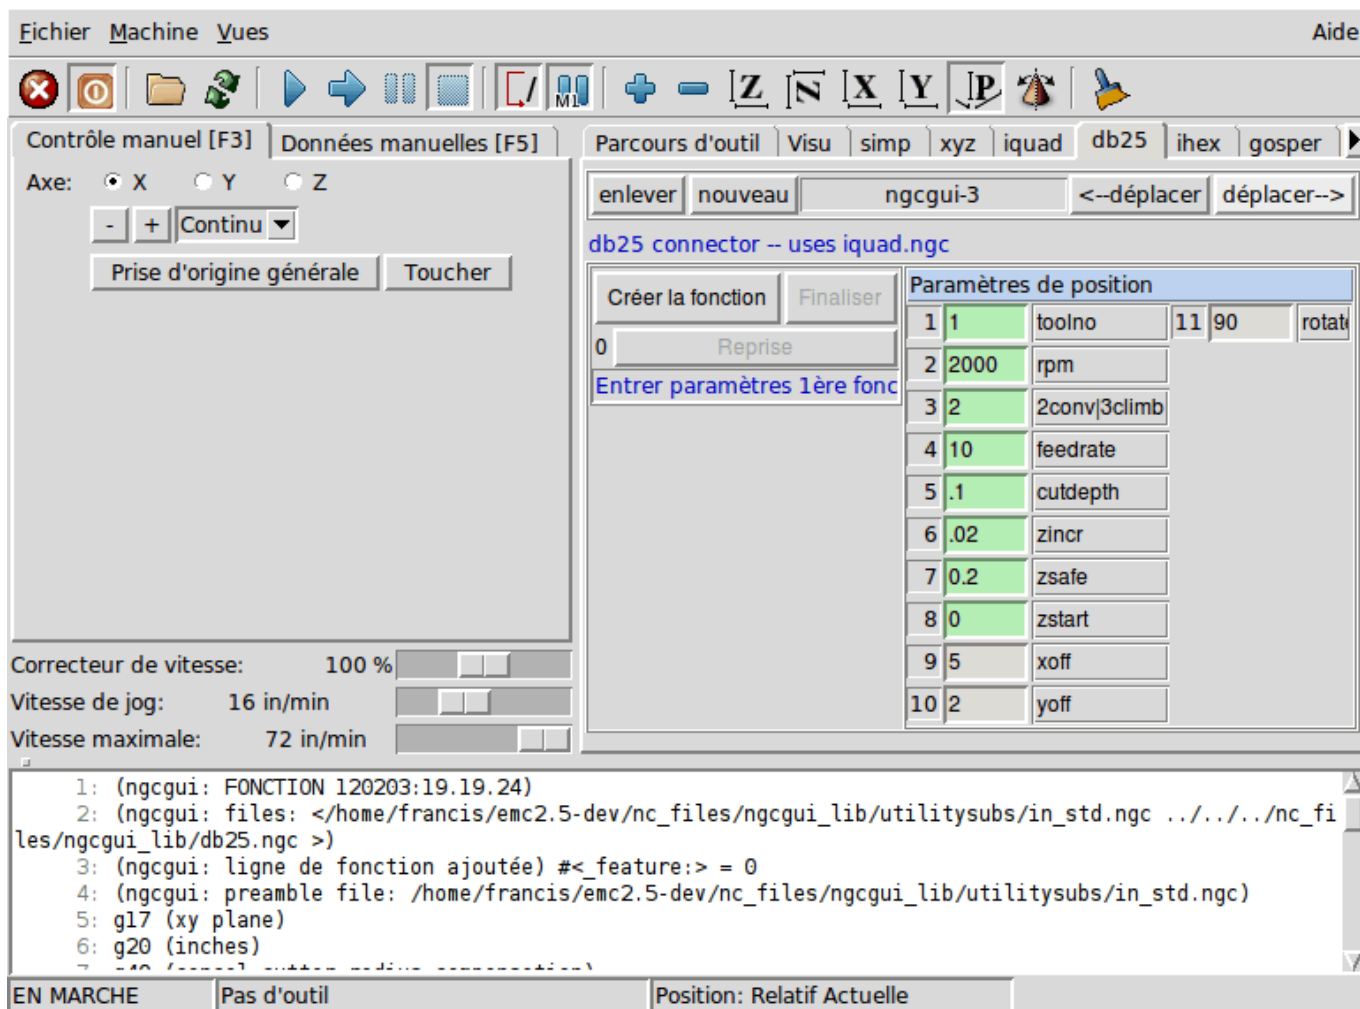 Fichier Machine Vues Aide
M1 Z N X Y P
Contrôle manuel [F3] Données manuelles [F5]
Parcours d'outil Visu simp xyz iquad db25 ihex gosper
Axe: X Y Z
- + Continu
Prise d'origine générale Toucher
enlever nouveau ngcgui-3 <--déplacer déplacer-->
db25 connector -- uses iquad.ngc
Créer la fonction Finaliser
0 Reprise
Entrer paramètres 1ère fonc
Paramètres de position
1 1 toolno 11 90 rotate
2 2000 rpm
3 2 2conv|3climb
4 10 feedrate
5 .1 cutdepth
6 .02 zincr
7 0.2 zsafe
8 0 zstart
9 5 xoff
10 2 yoff
Correcteur de vitesse: 100 %
Vitesse de jog: 16 in/min
Vitesse maximale: 72 in/min
1: (ngcgui: FONCTION 120203:19.19.24)
2: (ngcgui: files: </home/francis/emc2.5-dev/nc_files/ngcgui_lib/utilitysubs/in_std.ngc ../../../nc_fi
les/ngcgui_lib/db25.ngc >)
3: (ngcgui: ligne de fonction ajoutée) #<_feature:> = 0
4: (ngcgui: preamble file: /home/francis/emc2.5-dev/nc_files/ngcgui_lib/utilitysubs/in_std.ngc)
5: g17 (xy plane)
6: g20 (inches)
7: g40 (cancel cutter radius compensation)
EN MARCHE Pas d'outil Position: Relatif Actuelle